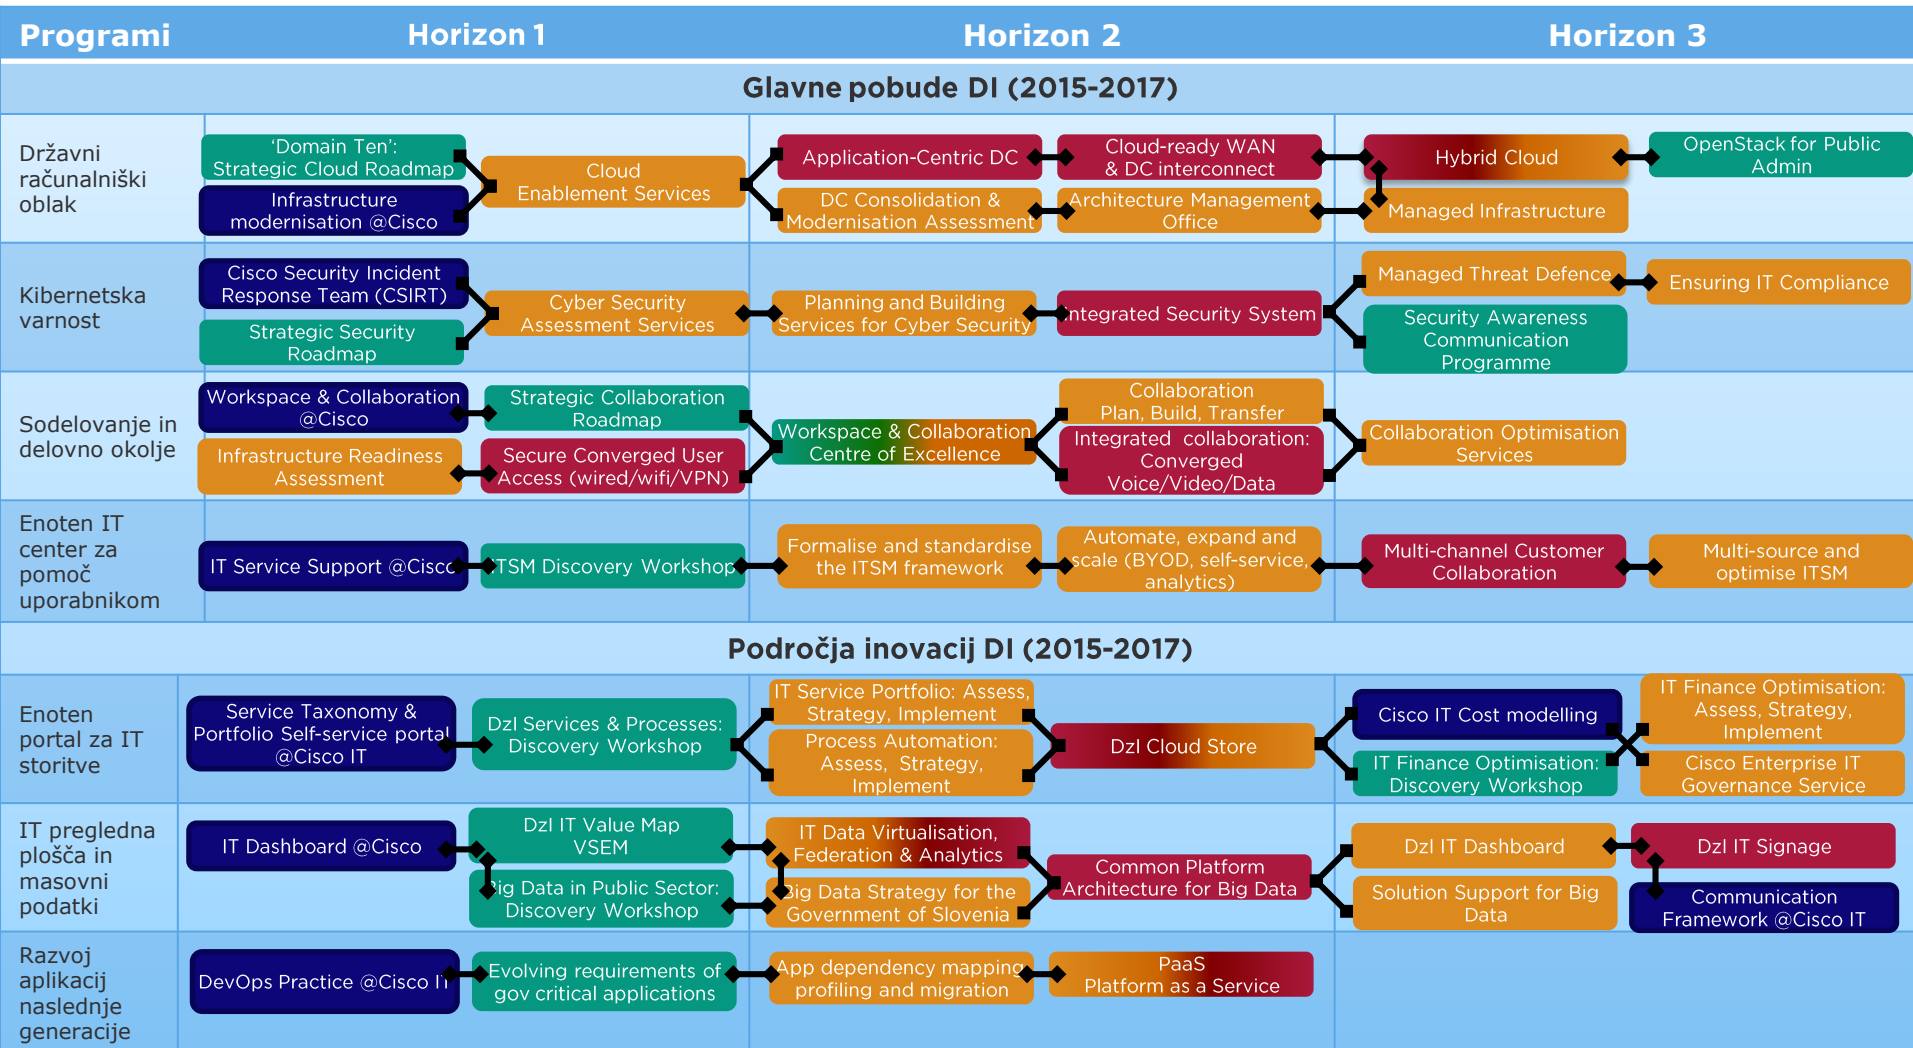 Programi
Horizon 1
Horizon 2
Horizon 3
Glavne pobude DI (2015-2017)
Državni
računalniški
oblak
‘Domain Ten’:
Strategic Cloud Roadmap
Infrastructure
modernisation @Cisco
Cloud
Enablement Services
Application-Centric DC
Cloud-ready WAN
& DC interconnect
DC Consolidation &
Modernisation Assessment
Architecture Management
Office
Hybrid Cloud
OpenStack for Public
Admin
Managed Infrastructure
Kibernetska
varnost
Cisco Security Incident
Response Team (CSIRT)
Strategic Security
Roadmap
Cyber Security
Assessment Services
Planning and Building
Services for Cyber Security
Integrated Security System
Managed Threat Defence
Ensuring IT Compliance
Security Awareness
Communication
Programme
Sodelovanje in
delovno okolje
Workspace & Collaboration
@Cisco
Strategic Collaboration
Roadmap
Infrastructure Readiness
Assessment
Secure Converged User
Access (wired/wifi/VPN)
Workspace & Collaboration
Centre of Excellence
Collaboration
Plan, Build, Transfer
Integrated collaboration:
Converged
Voice/Video/Data
Collaboration Optimisation
Services
Enoten IT
center za
pomoč
uporabnikom
IT Service Support @Cisco
ITSM Discovery Workshop
Formalise and standardise
the ITSM framework
Automate, expand and
scale (BYOD, self-service,
analytics)
Multi-channel Customer
Collaboration
Multi-source and
optimise ITSM
Področja inovacij DI (2015-2017)
Enoten
portal za IT
storitve
Service Taxonomy &
Portfolio Self-service portal
@Cisco IT
DzI Services & Processes:
Discovery Workshop
IT Service Portfolio: Assess,
Strategy, Implement
Process Automation:
Assess, Strategy,
Implement
DzI Cloud Store
Cisco IT Cost modelling
IT Finance Optimisation:
Discovery Workshop
IT Finance Optimisation:
Assess, Strategy,
Implement
Cisco Enterprise IT
Governance Service
IT pregledna
plošča in
masovni
podatki
IT Dashboard @Cisco
DzI IT Value Map
VSEM
Big Data in Public Sector:
Discovery Workshop
IT Data Virtualisation,
Federation & Analytics
Big Data Strategy for the
Government of Slovenia
Common Platform
Architecture for Big Data
DzI IT Dashboard
Solution Support for Big
Data
DzI IT Signage
Communication
Framework @Cisco IT
Razvoj
aplikacij
naslednje
generacije
DevOps Practice @Cisco IT
Evolving requirements of
gov critical applications
App dependency mapping,
profiling and migration
PaaS
Platform as a Service